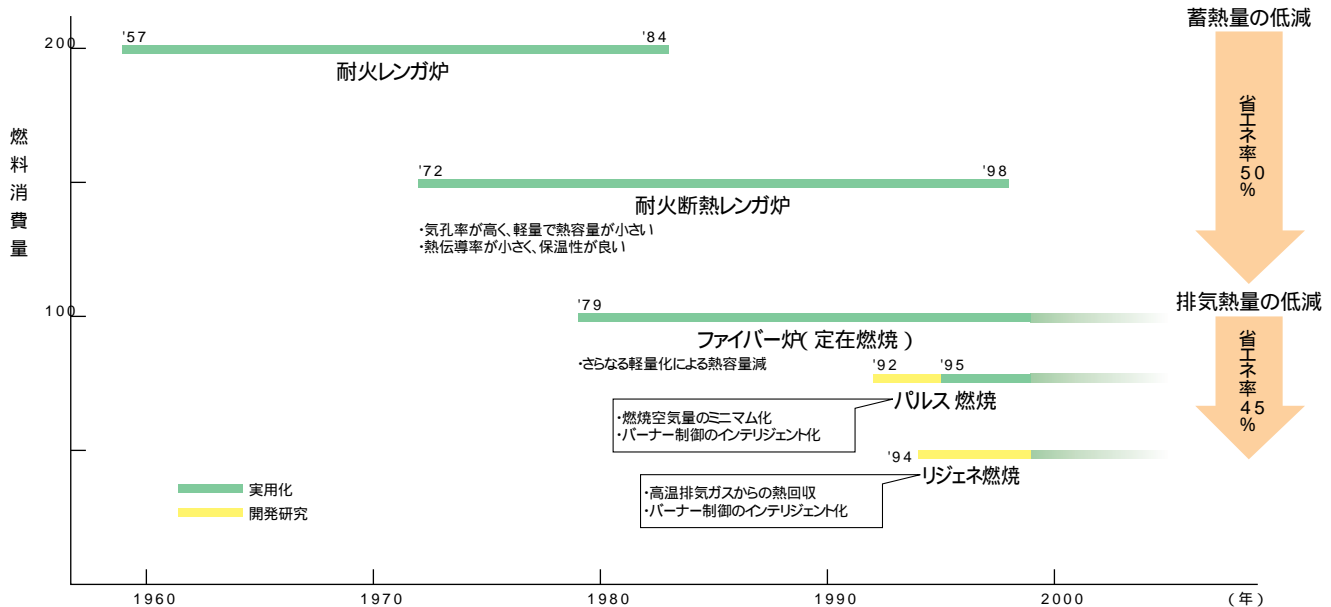 蓄熱量の低減
200
'57
'84
耐火レンガ炉
省エネ率50%
燃料消費量
'72
'98
耐火断熱レンガ炉
・気孔率が高く、軽量で熱容量が小さい
・熱伝導率が小さく、保温性が良い
排気熱量の低減
100
'79
ファイバー炉(定在燃焼)
・さらなる軽量化による熱容量減
'92
'95
省エネ率45%
パルス燃焼
・燃焼空気量のミニマム化
・バーナー制御のインテリジェント化
'94
リジェネ燃焼
・高温排気ガスからの熱回収
・バーナー制御のインテリジェント化
実用化
開発研究
1960
1970
1980
1990
2000
(年)